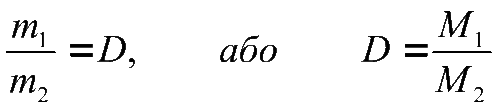 m₁/m₂ = D, або D = M₁/M₂